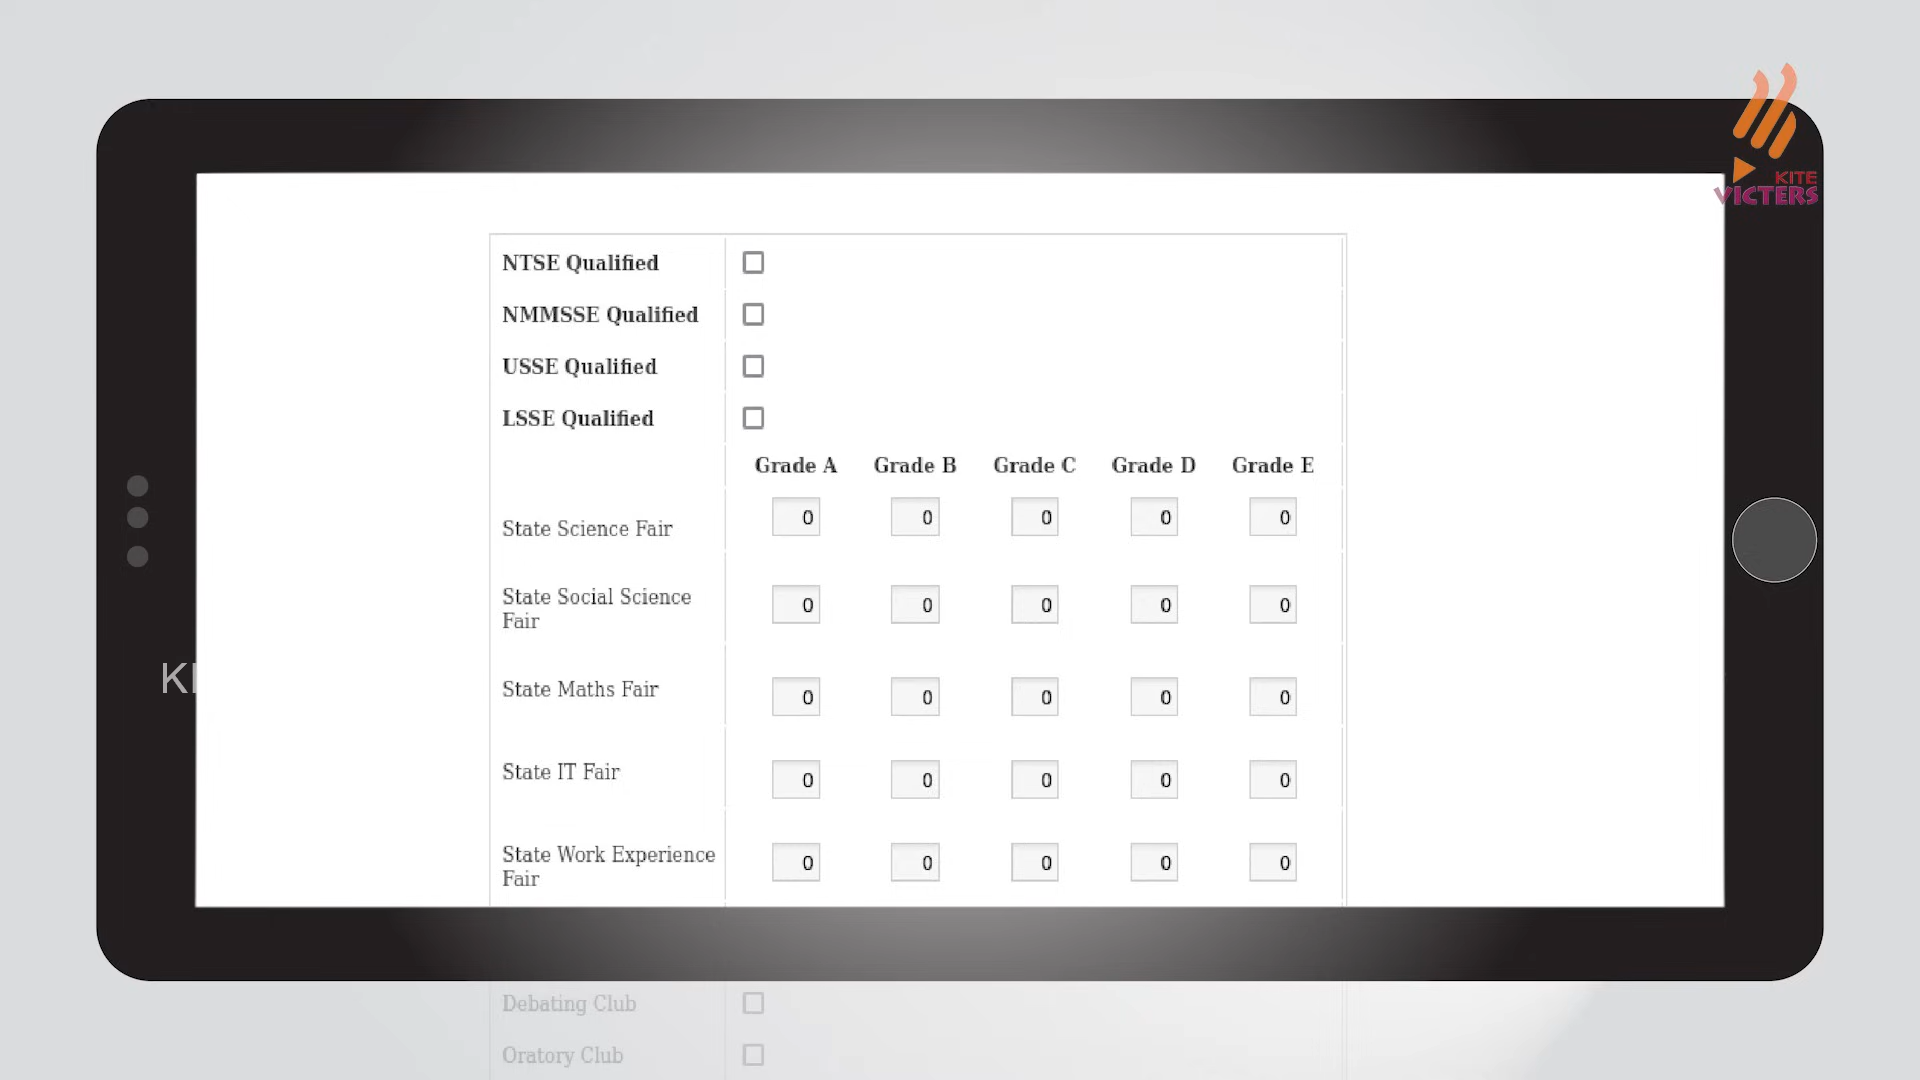 KITE
VICTERS
NTSE Qualified
NMMSSE Qualified
USSE Qualified
LSSE Qualified
Grade A Grade B Grade C Grade D Grade E
State Science Fair 0 0 0 0 0
State Social Science
Fair 0 0 0 0 0
State Maths Fair 0 0 0 0 0
State IT Fair 0 0 0 0 0
State Work Experience
Fair 0 0 0 0 0
Debating Club
Oratory Club